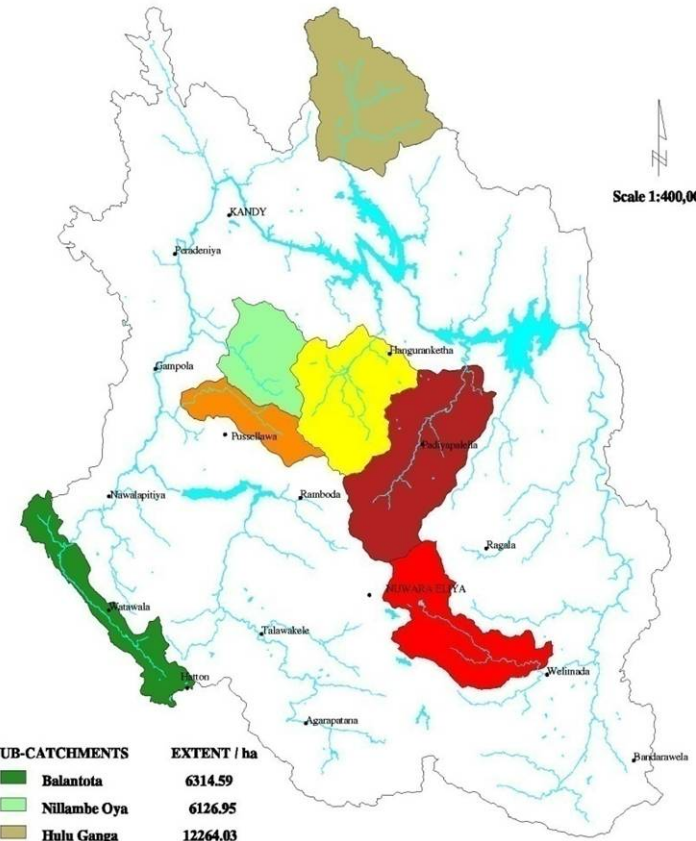 Scale 1:400,00
KANDY
Peradeniya
Hanguranketha
Gampola
Pussellawa
Padiyapalella
Nawalapitiya
Ramboda
Ragala
NUWARA ELIYA
Watawala
Talawakele
Welimada
Hatton
Agarapatana
Bandarawela
UB-CATCHMENTS EXTENT / ha
Balantota 6314.59
Nillambe Oya 6126.95
Hulu Ganga 12264.03